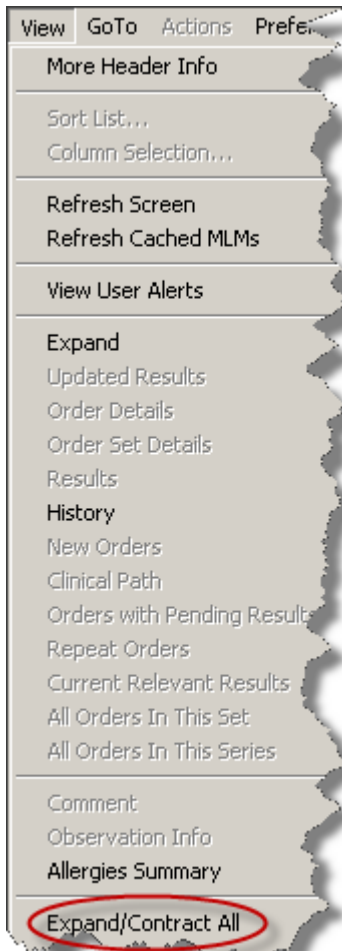 View GoTo Actions Prefer
More Header Info
Sort List...
Column Selection...
Refresh Screen
Refresh Cached MLMs
View User Alerts
Expand
Updated Results
Order Details
Order Set Details
Results
History
New Orders
Clinical Path
Orders with Pending Results
Repeat Orders
Current Relevant Results
All Orders In This Set
All Orders In This Series
Comment
Observation Info
Allergies Summary
Expand/Contract All